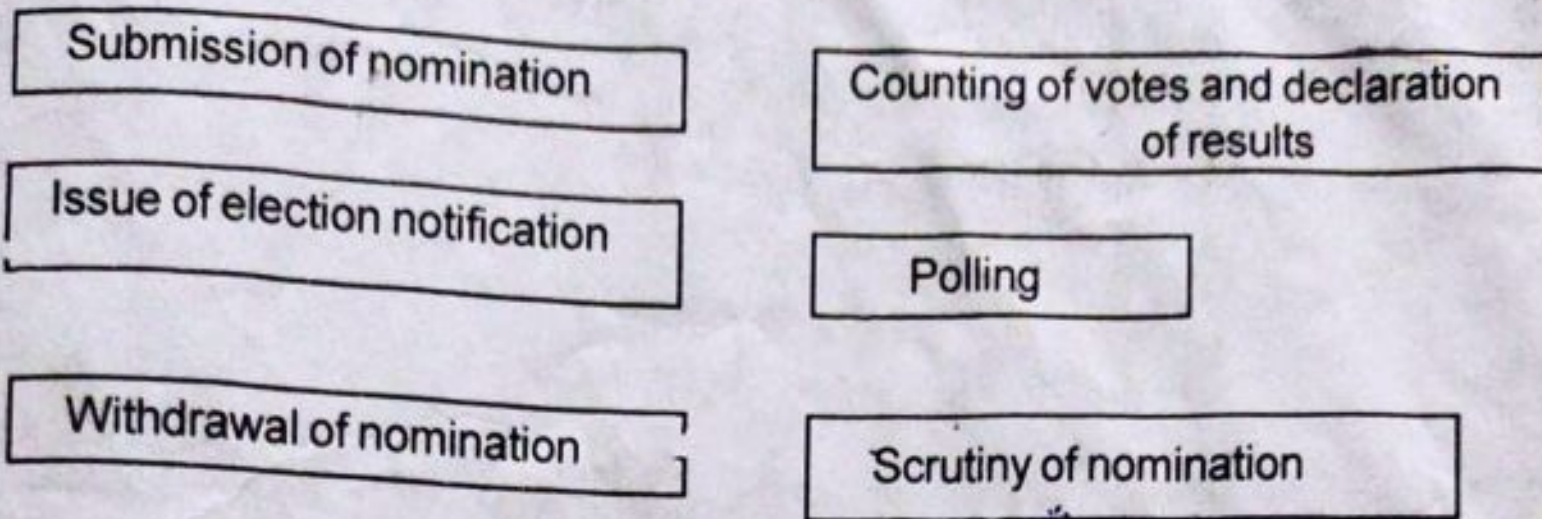 Submission of nomination
Counting of votes and declaration
of results
Issue of election notification
Polling
Withdrawal of nomination
Scrutiny of nomination